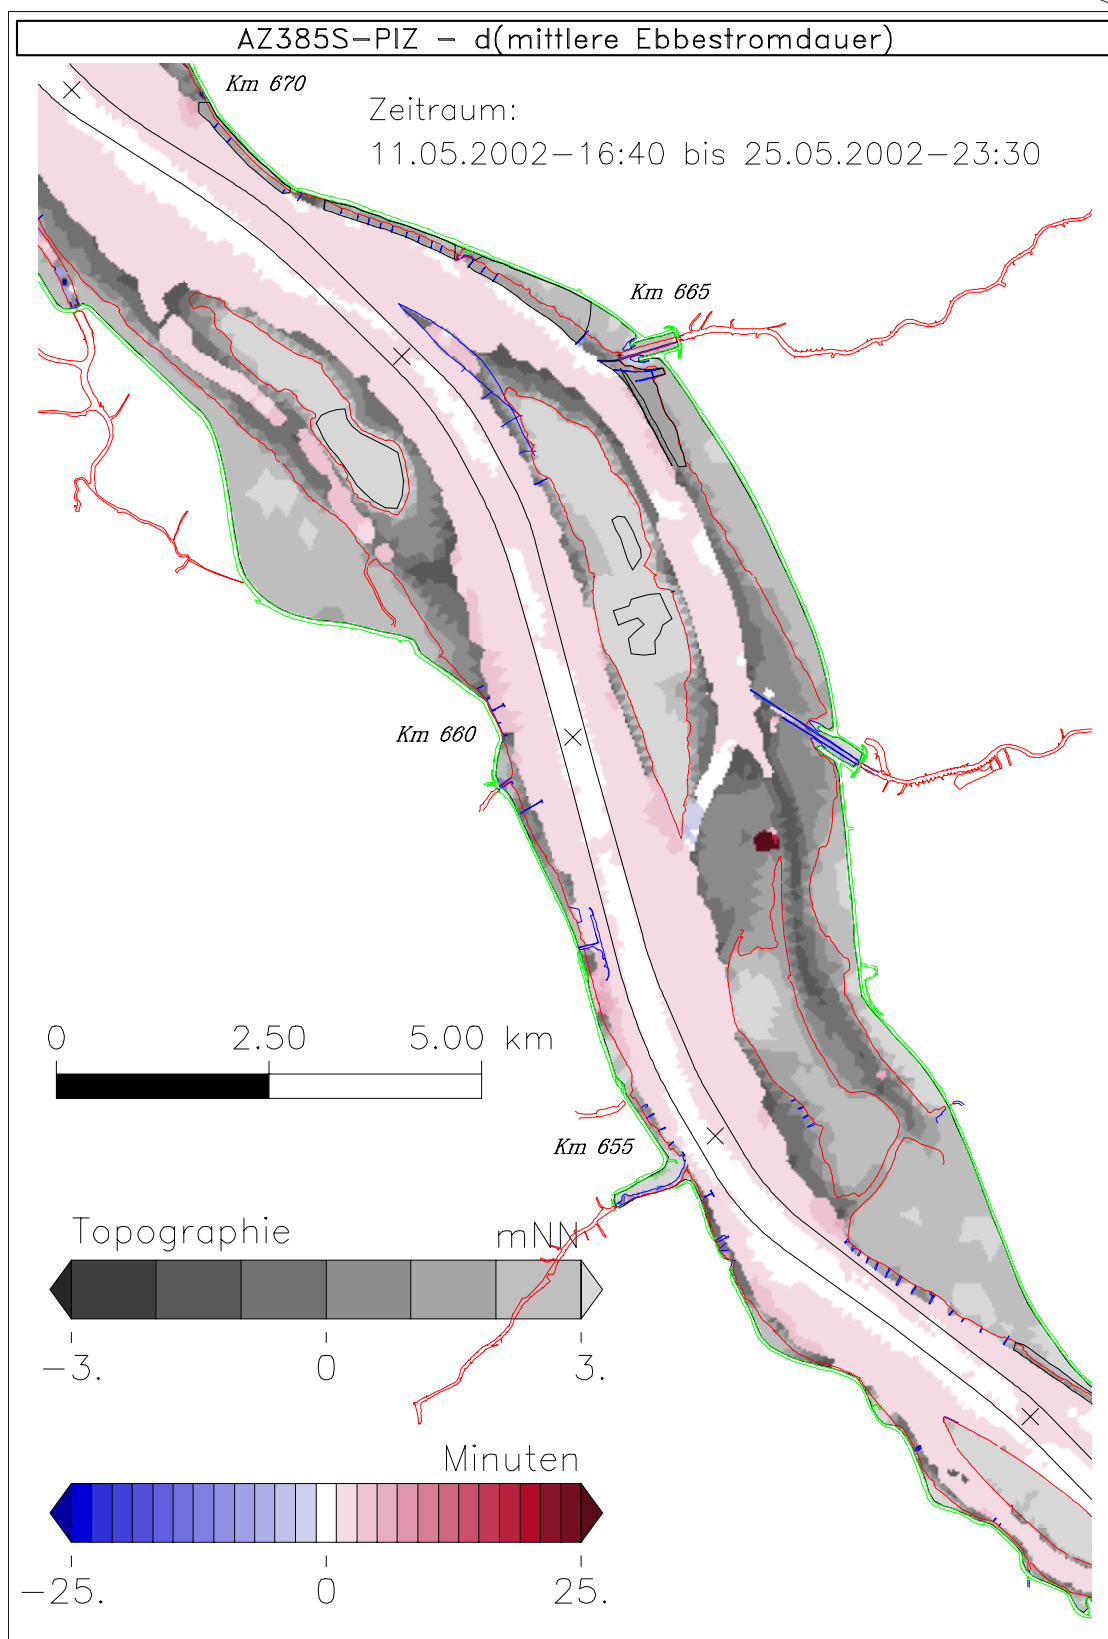 AZ385S-PIZ - d(mittlere Ebbestromdauer)
Km 670
Zeitraum:
11.05.2002-16:40 bis 25.05.2002-23:30
Km 665
Km 660
0 2.50 5.00 km
Km 655
Topographie mNN
-3. 0 3.
Minuten
-25. 0 25.